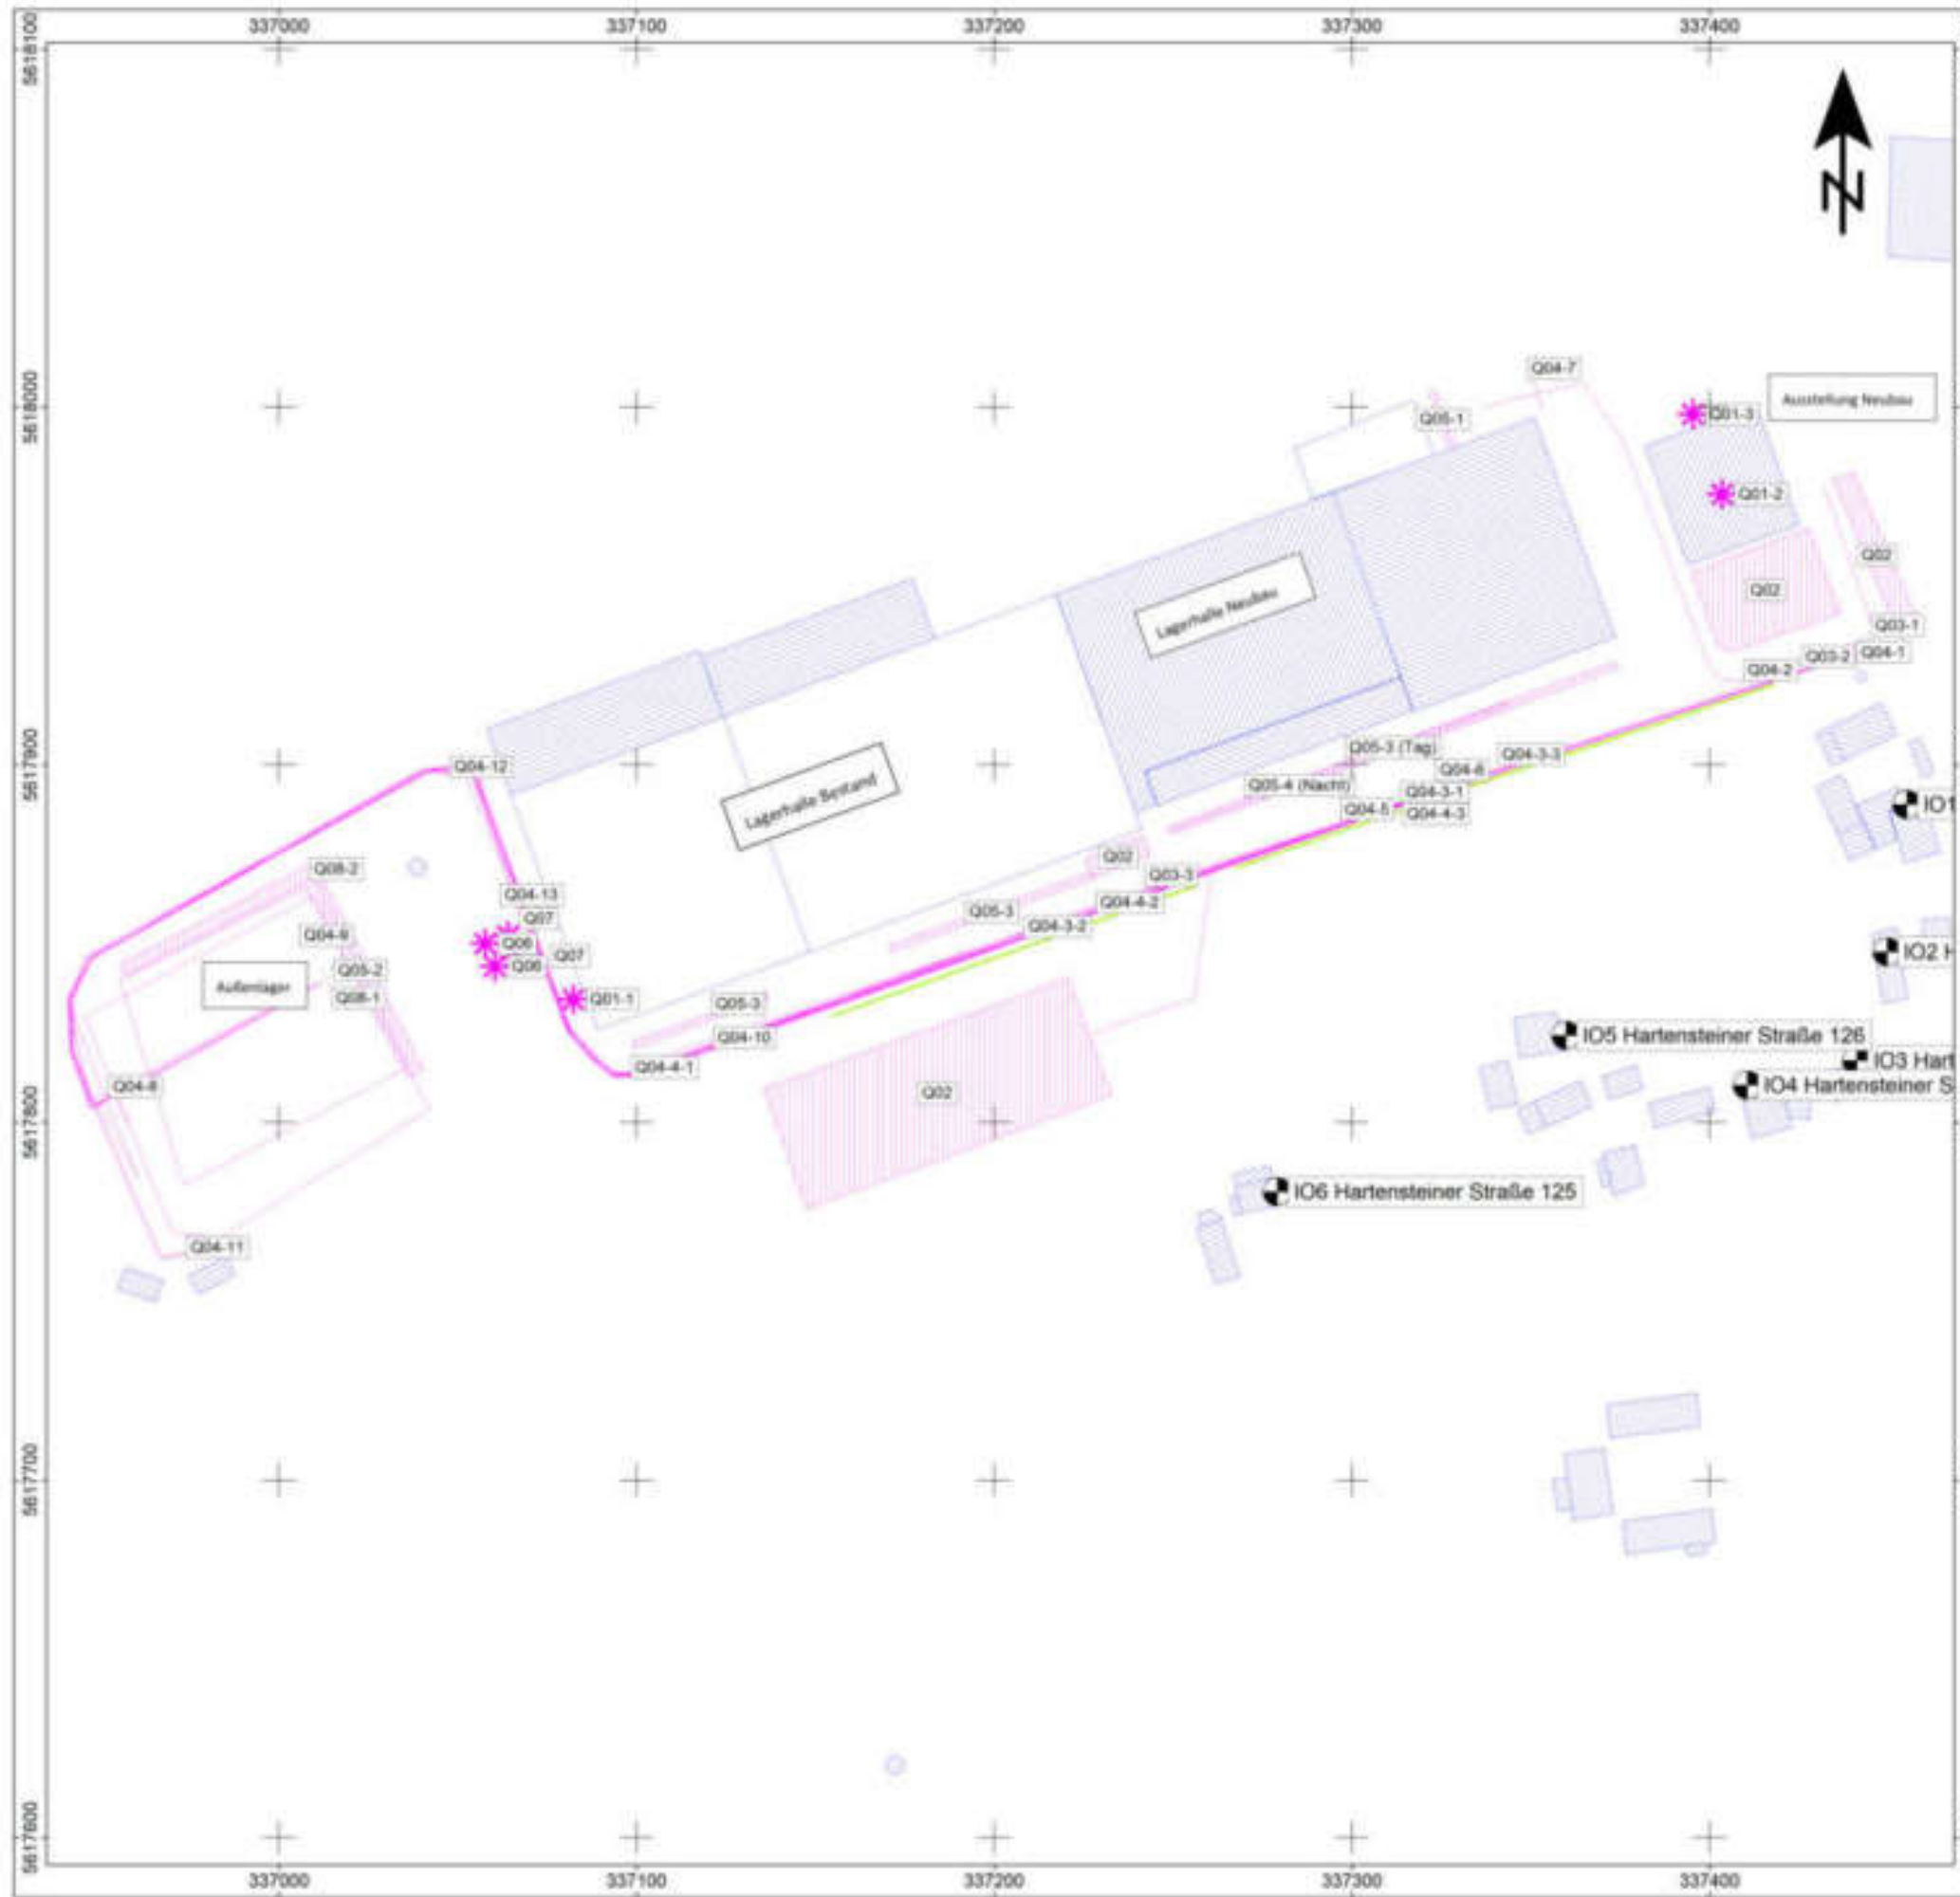 337000 337100 337200 337300 337400
5618100
N
Q04-7
5618000
Q05-1
Q01-3
Ausstellung Neubau
Q01-2
Q02
Lagerhalle Neubau
Q02
Q03-1
Q04-1
Q03-2
Q04-2
5617900
Q04-12
Q05-3 (Tag)
Q04-3-3
Q04-6
Q05-4 (Nacht)
Q04-3-1
Lagerhalle Bestand
Q04-5
Q04-4-3
IO1
Q02
Q08-2
Q03-3
Q04-13
Q04-4-2
Q05-3
Q07
Q04-3-2
Q04-9
Q06
IO2 H
Q07
Q06
Q05-2
Außenlager
Q08-1
Q01-1
Q05-3
Q04-10
IO5 Hartensteiner Straße 126
IO3 Hart
Q04-4-1
Q04-8
IO4 Hartensteiner S
Q02
5617800
IO6 Hartensteiner Straße 125
Q04-11
5617700
5617600
337000 337100 337200 337300 337400